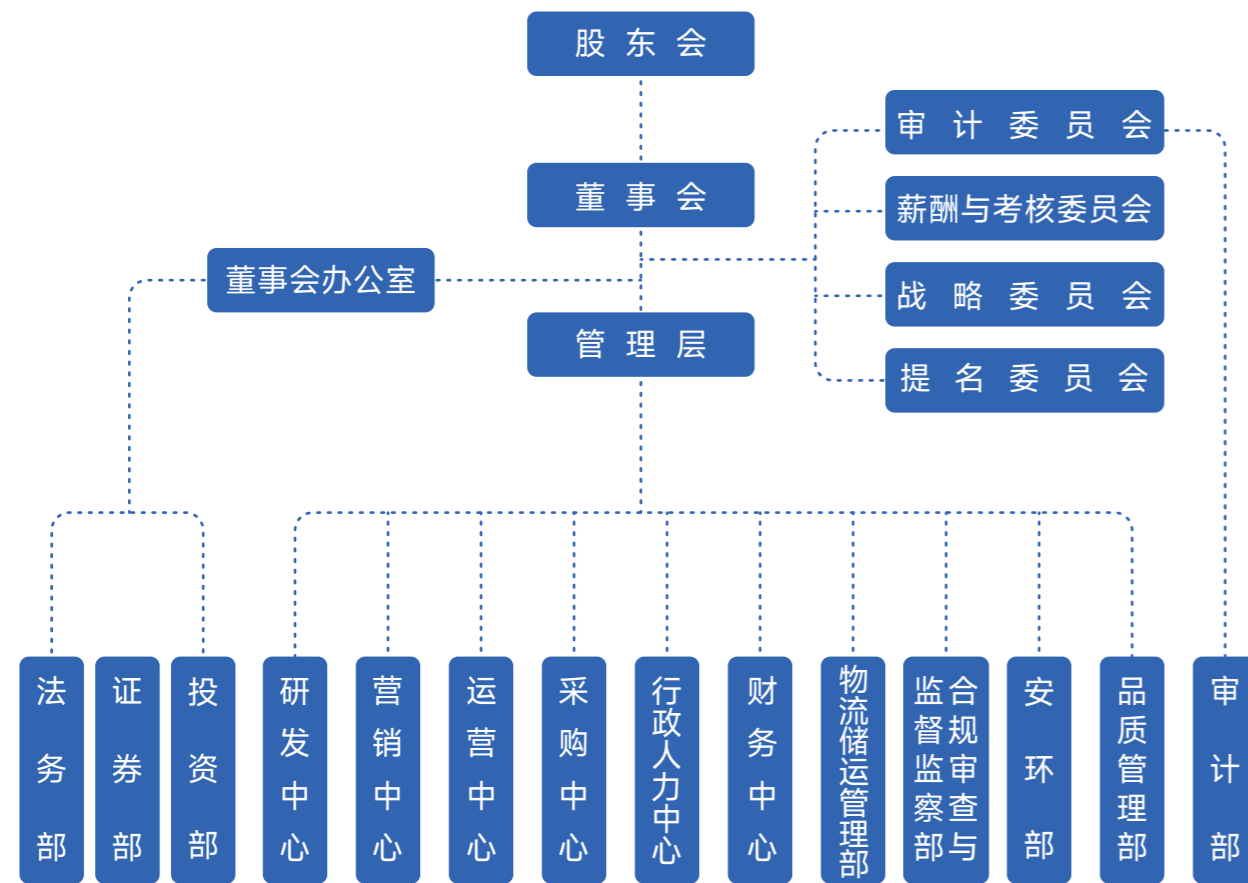 股东会
审计委员会
董事会
薪酬与考核委员会
董事会办公室
战略委员会
管理层
提名委员会
法务部
证券部
投资部
研发中心
营销中心
运营中心
采购中心
行政人力中心
财务中心
物流储运管理部
合规审查与
监督监察部
安环部
品质管理部
审计部